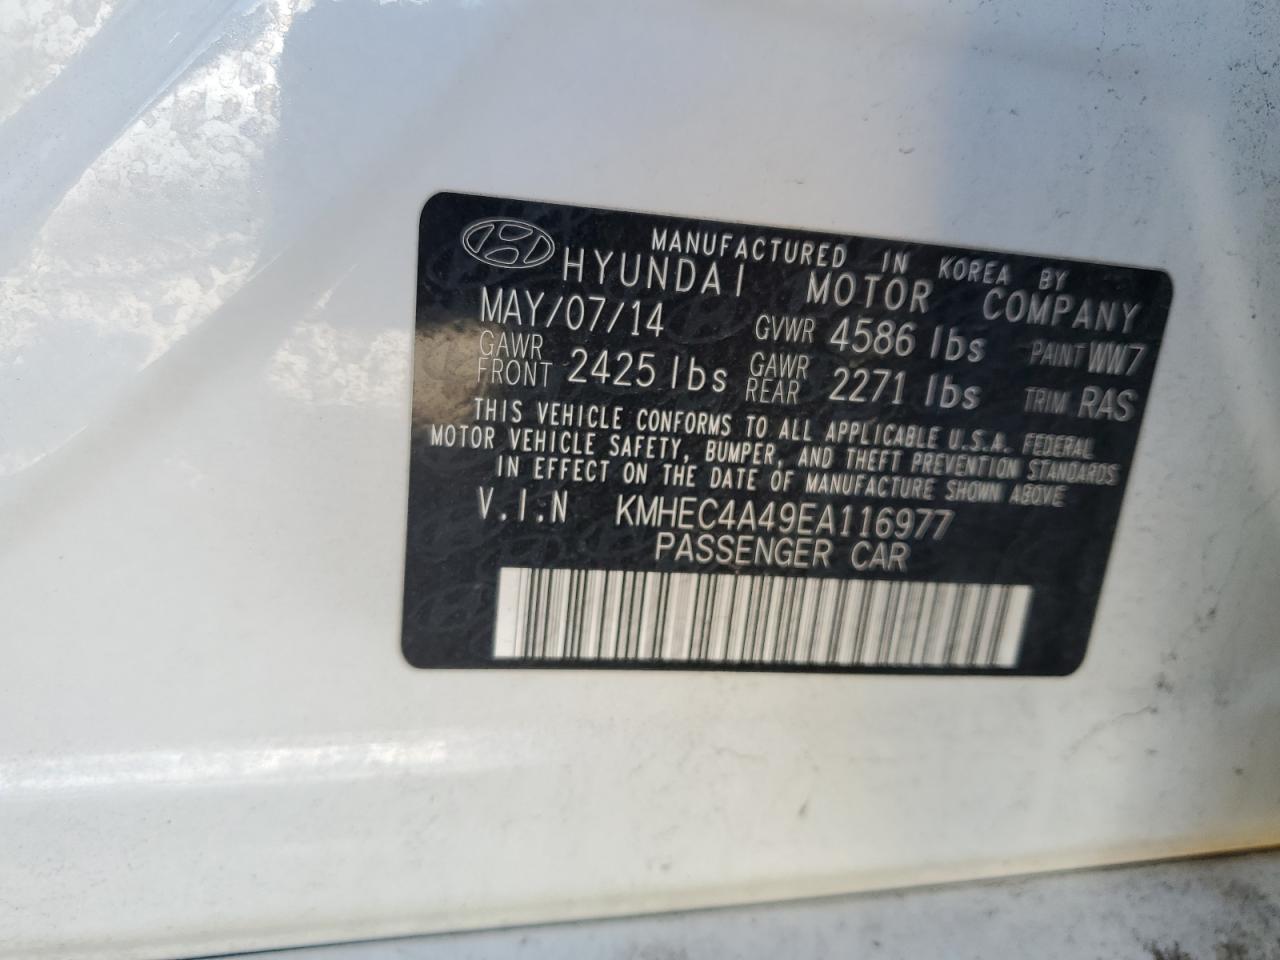 MANUFACTURED IN KOREA BY
HYUNDAI MOTOR COMPANY
MAY/07/14 GVWR 4586 lbs PAINT WW7
GAWR FRONT 2425 lbs GAWR REAR 2271 lbs TRIM RAS
THIS VEHICLE CONFORMS TO ALL APPLICABLE U.S.A. FEDERAL
MOTOR VEHICLE SAFETY, BUMPER, AND THEFT PREVENTION STANDARDS
IN EFFECT ON THE DATE OF MANUFACTURE SHOWN ABOVE
V.I.N KMHEC4A49EA116977
PASSENGER CAR